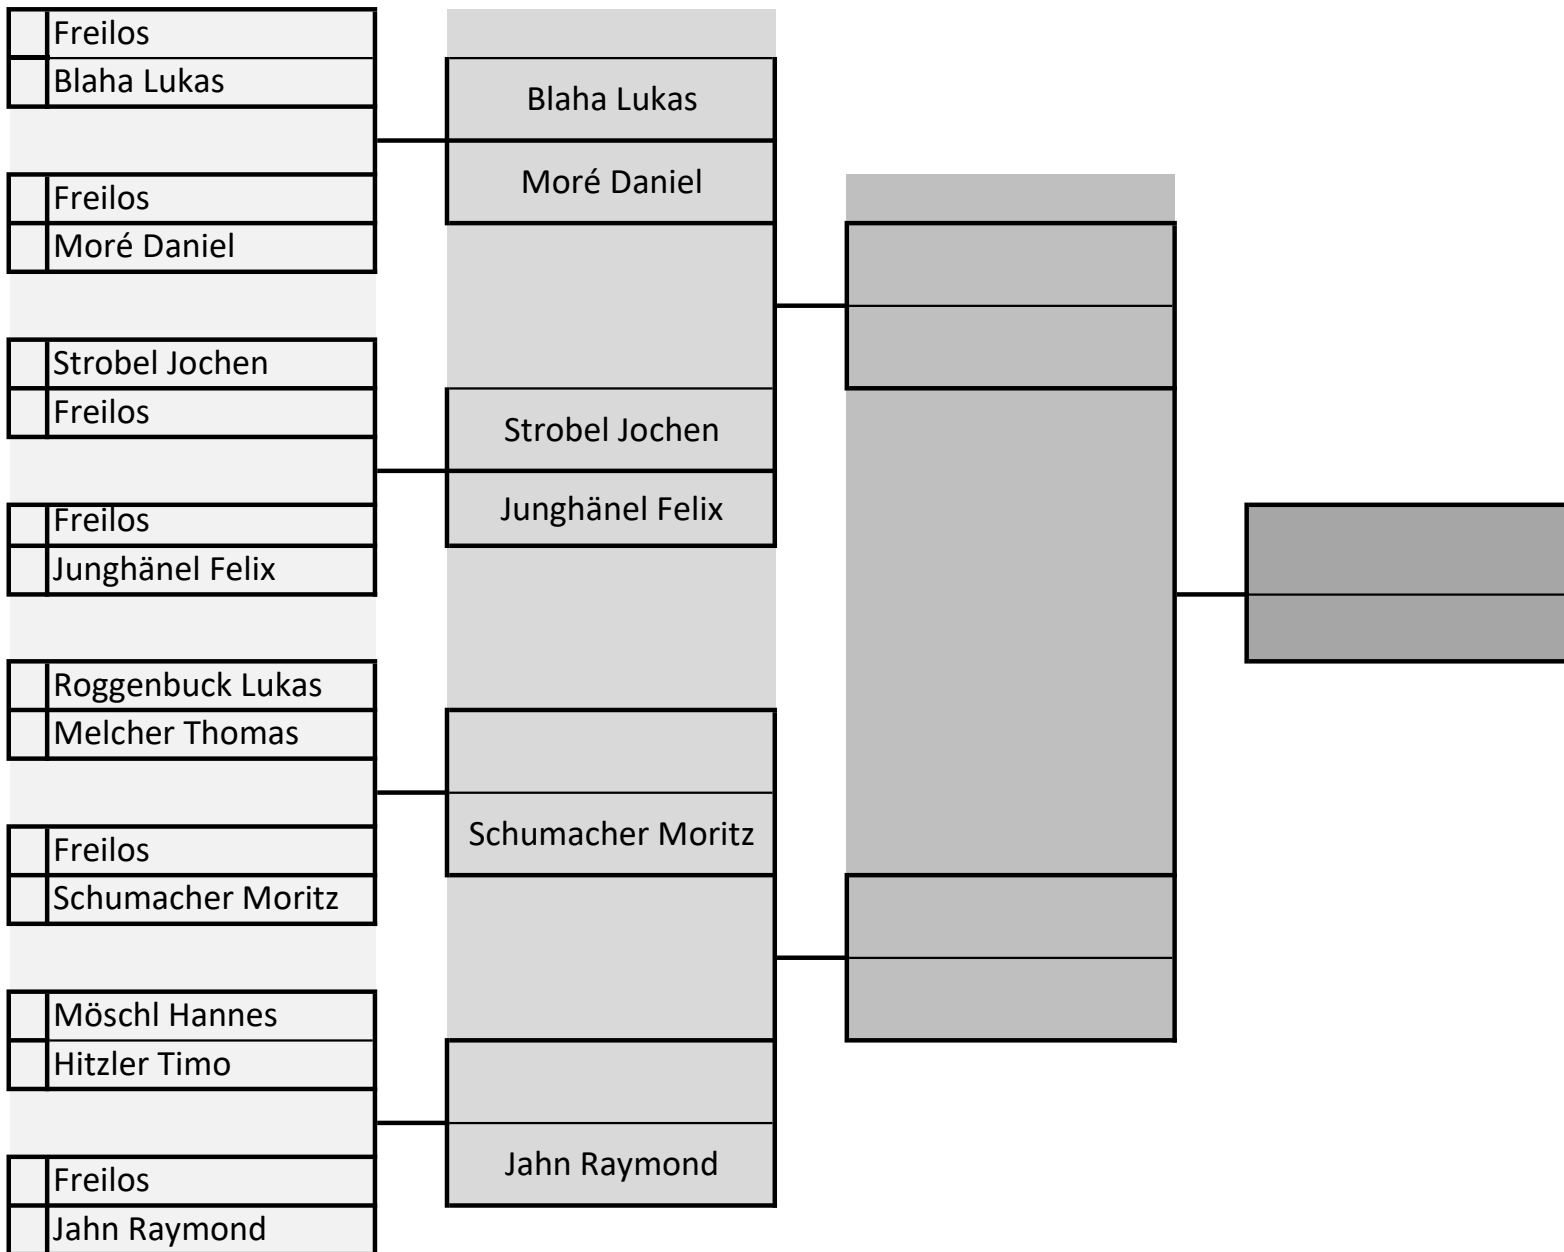 Freilos
Blaha Lukas
Freilos
Moré Daniel
Strobel Jochen
Freilos
Freilos
Junghänel Felix
Roggenbuck Lukas
Melcher Thomas
Freilos
Schumacher Moritz
Möschl Hannes
Hitzler Timo
Freilos
Jahn Raymond
Blaha Lukas
Moré Daniel
Strobel Jochen
Junghänel Felix
Schumacher Moritz
Jahn Raymond